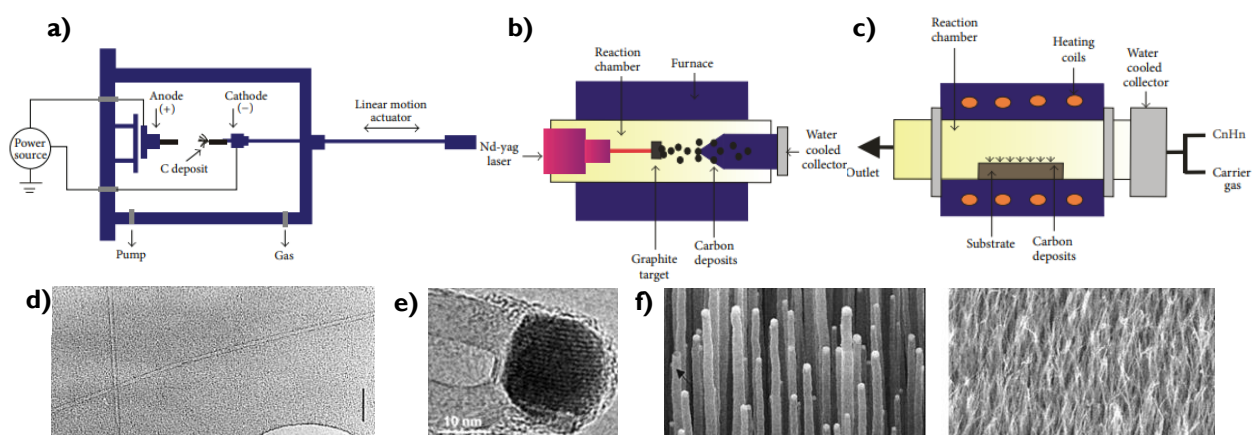 a)
Power
source
Anode
(+)
Cathode
(−)
C deposit
Linear motion
actuator
Pump
Gas
b)
Reaction
chamber
Furnace
Nd-yag
laser
Water
cooled
collector
Graphite
target
Carbon
deposits
c)
Reaction
chamber
Heating
coils
Water
cooled
collector
CnHn
Carrier
gas
Outlet
Substrate
Carbon
deposits
d)
e)
10 nm
f)